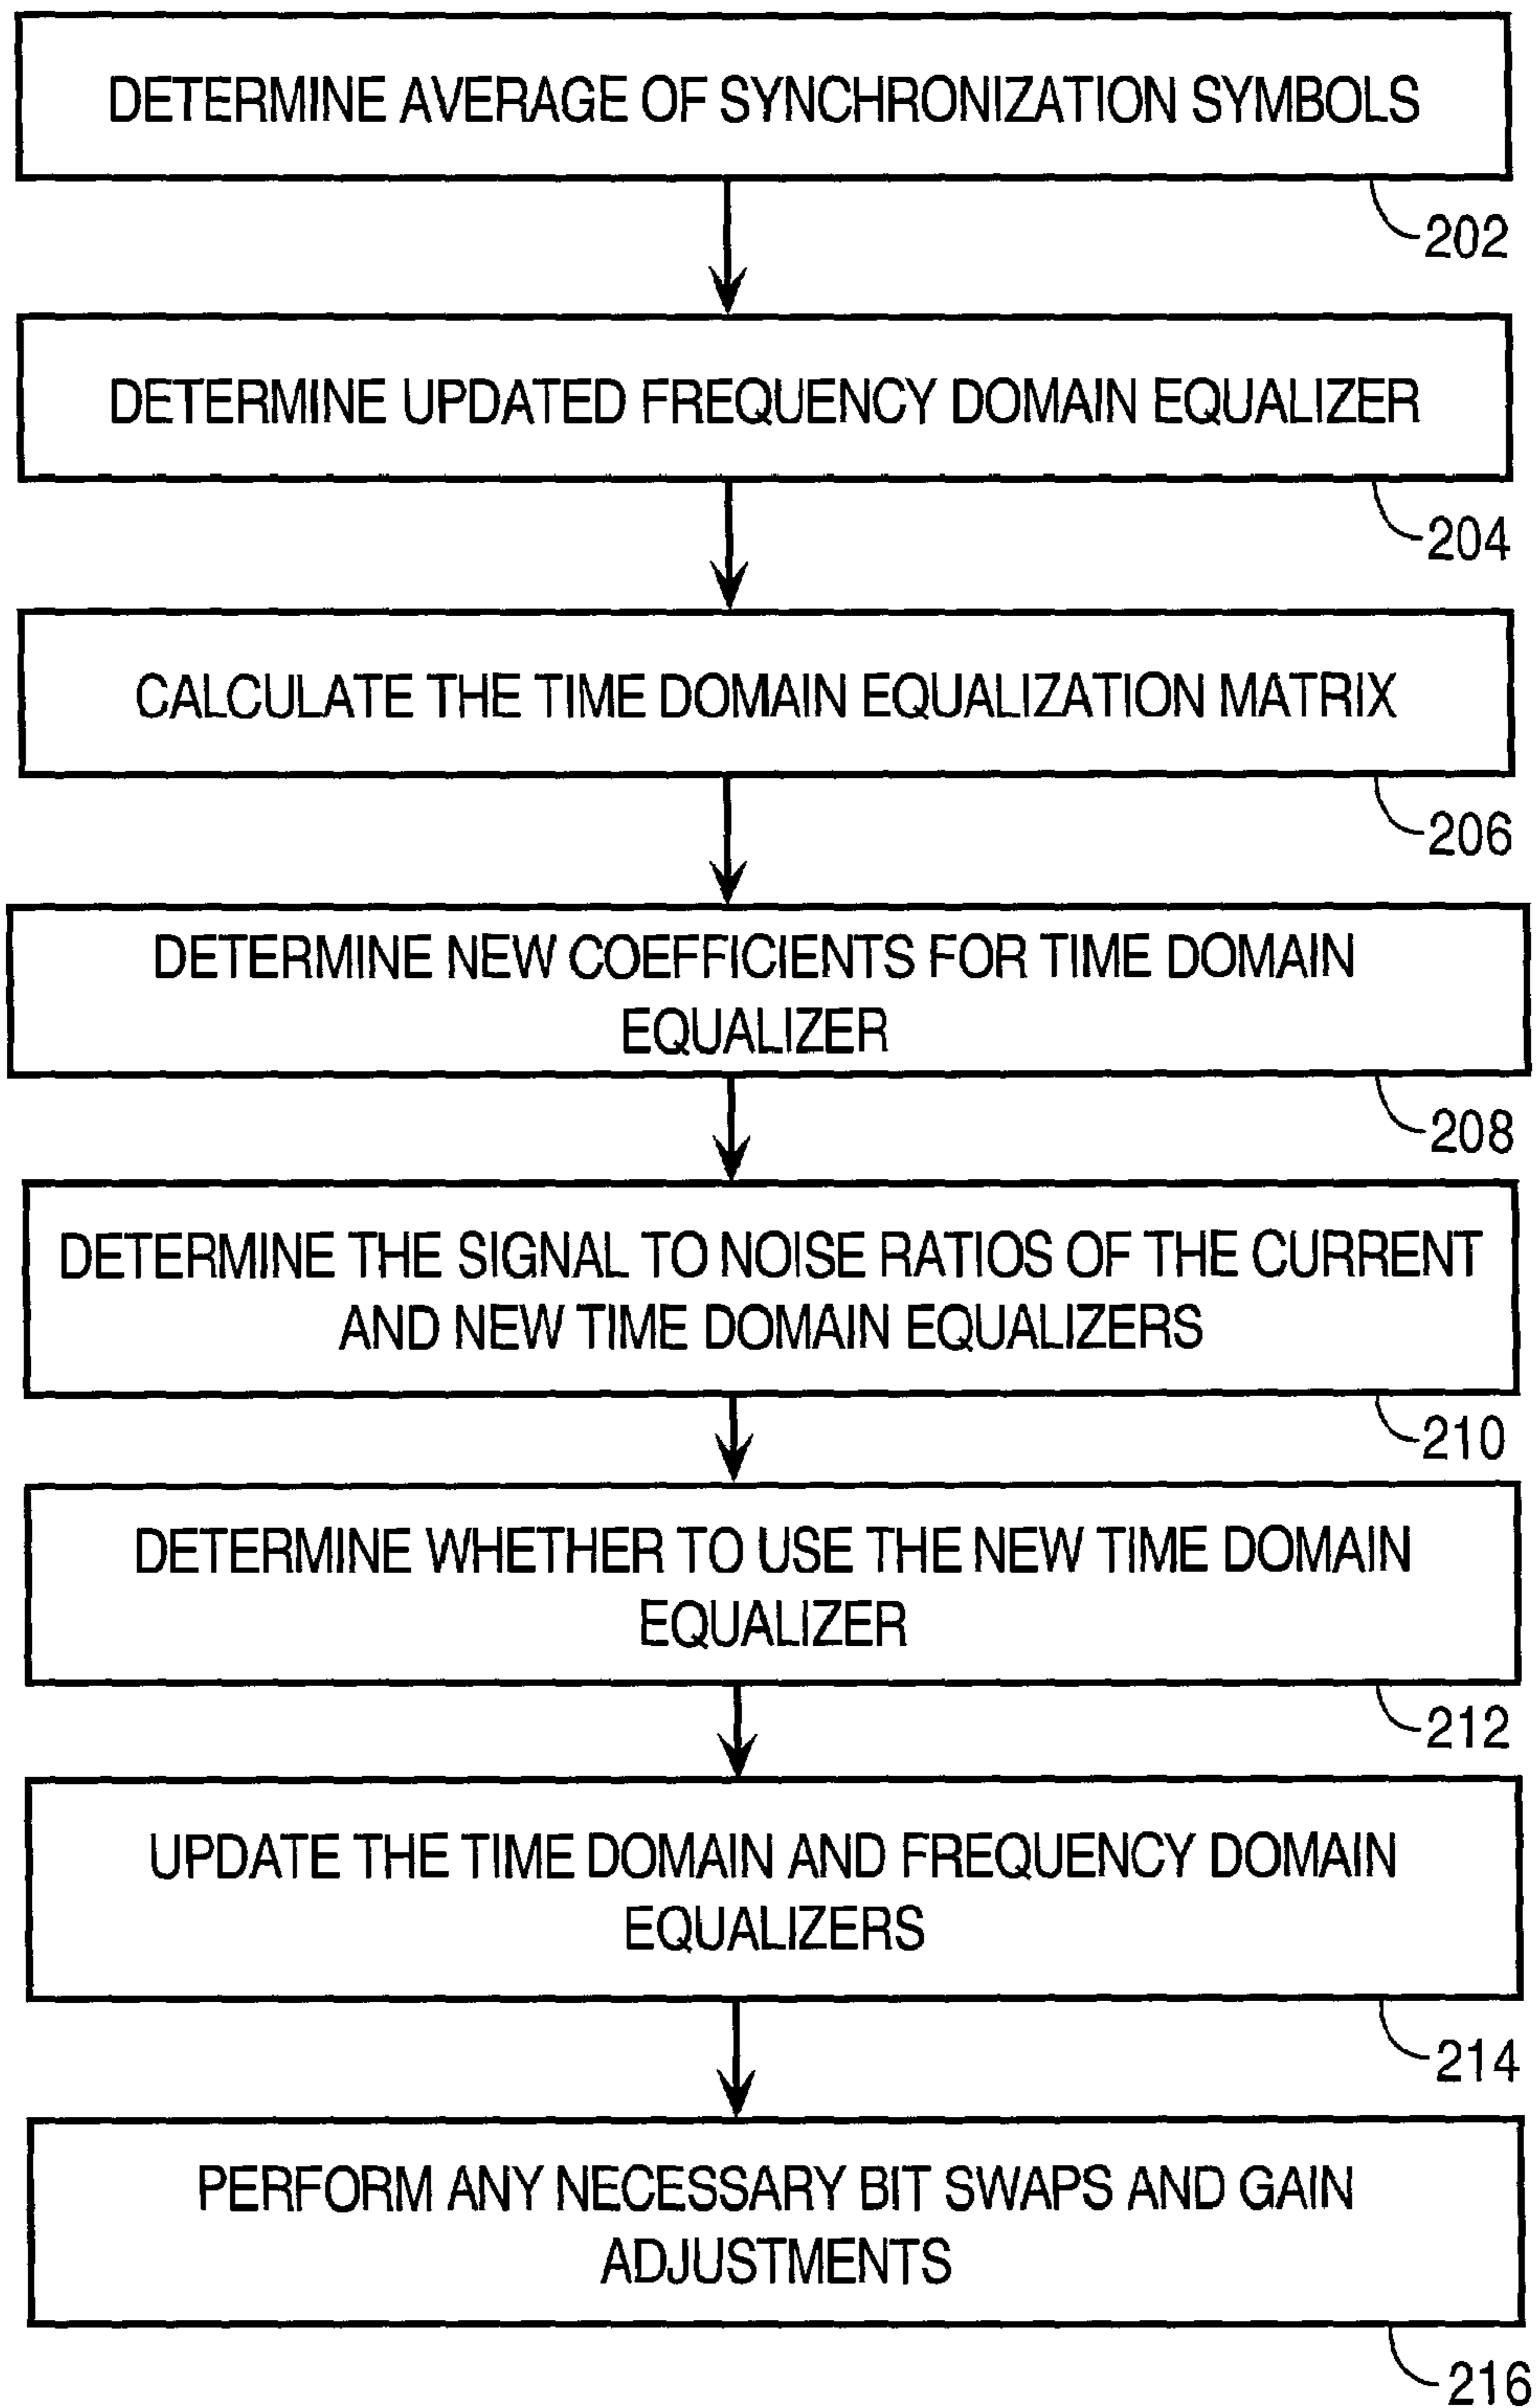 DETERMINE AVERAGE OF SYNCHRONIZATION SYMBOLS
202
DETERMINE UPDATED FREQUENCY DOMAIN EQUALIZER
204
CALCULATE THE TIME DOMAIN EQUALIZATION MATRIX
206
DETERMINE NEW COEFFICIENTS FOR TIME DOMAIN
EQUALIZER
208
DETERMINE THE SIGNAL TO NOISE RATIOS OF THE CURRENT
AND NEW TIME DOMAIN EQUALIZERS
210
DETERMINE WHETHER TO USE THE NEW TIME DOMAIN
EQUALIZER
212
UPDATE THE TIME DOMAIN AND FREQUENCY DOMAIN
EQUALIZERS
214
PERFORM ANY NECESSARY BIT SWAPS AND GAIN
ADJUSTMENTS
216